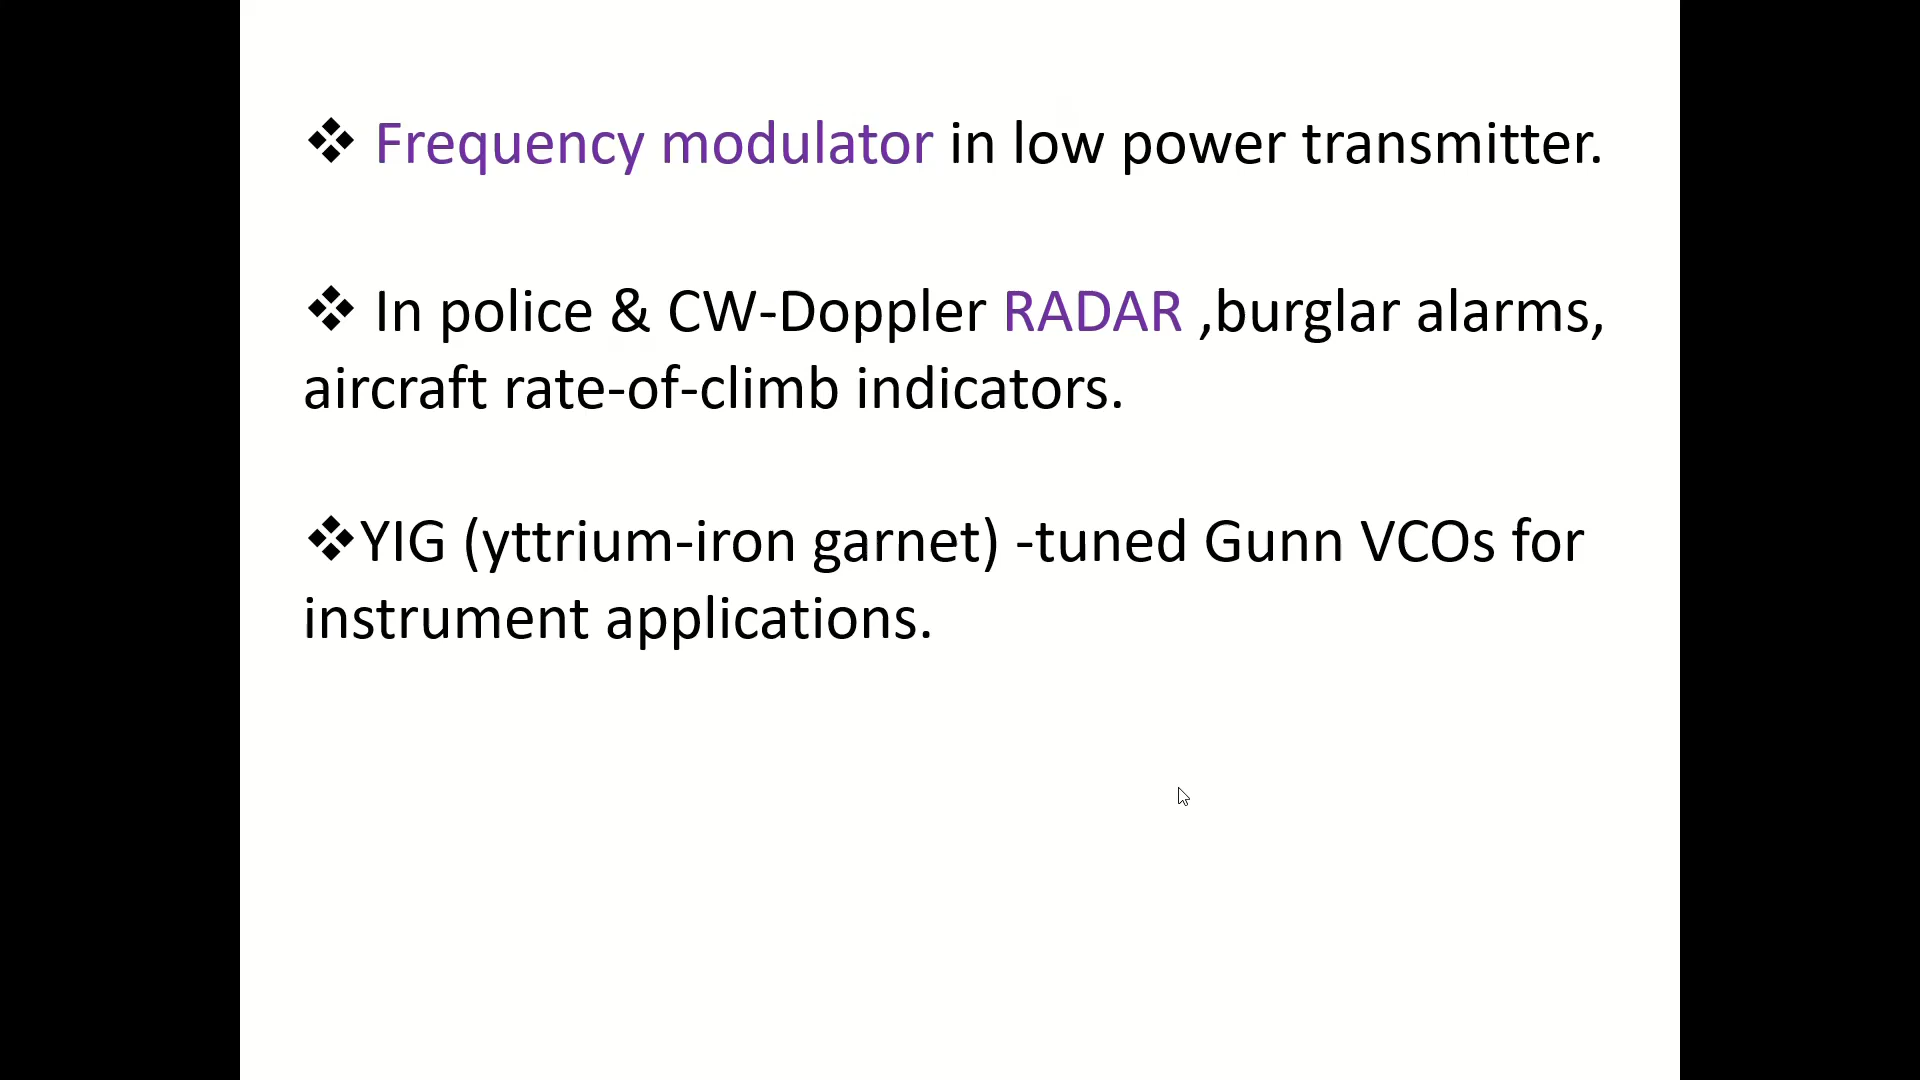 ❖ Frequency modulator in low power transmitter.
❖ In police & CW-Doppler RADAR ,burglar alarms,
aircraft rate-of-climb indicators.
❖YIG (yttrium-iron garnet) -tuned Gunn VCOs for
instrument applications.